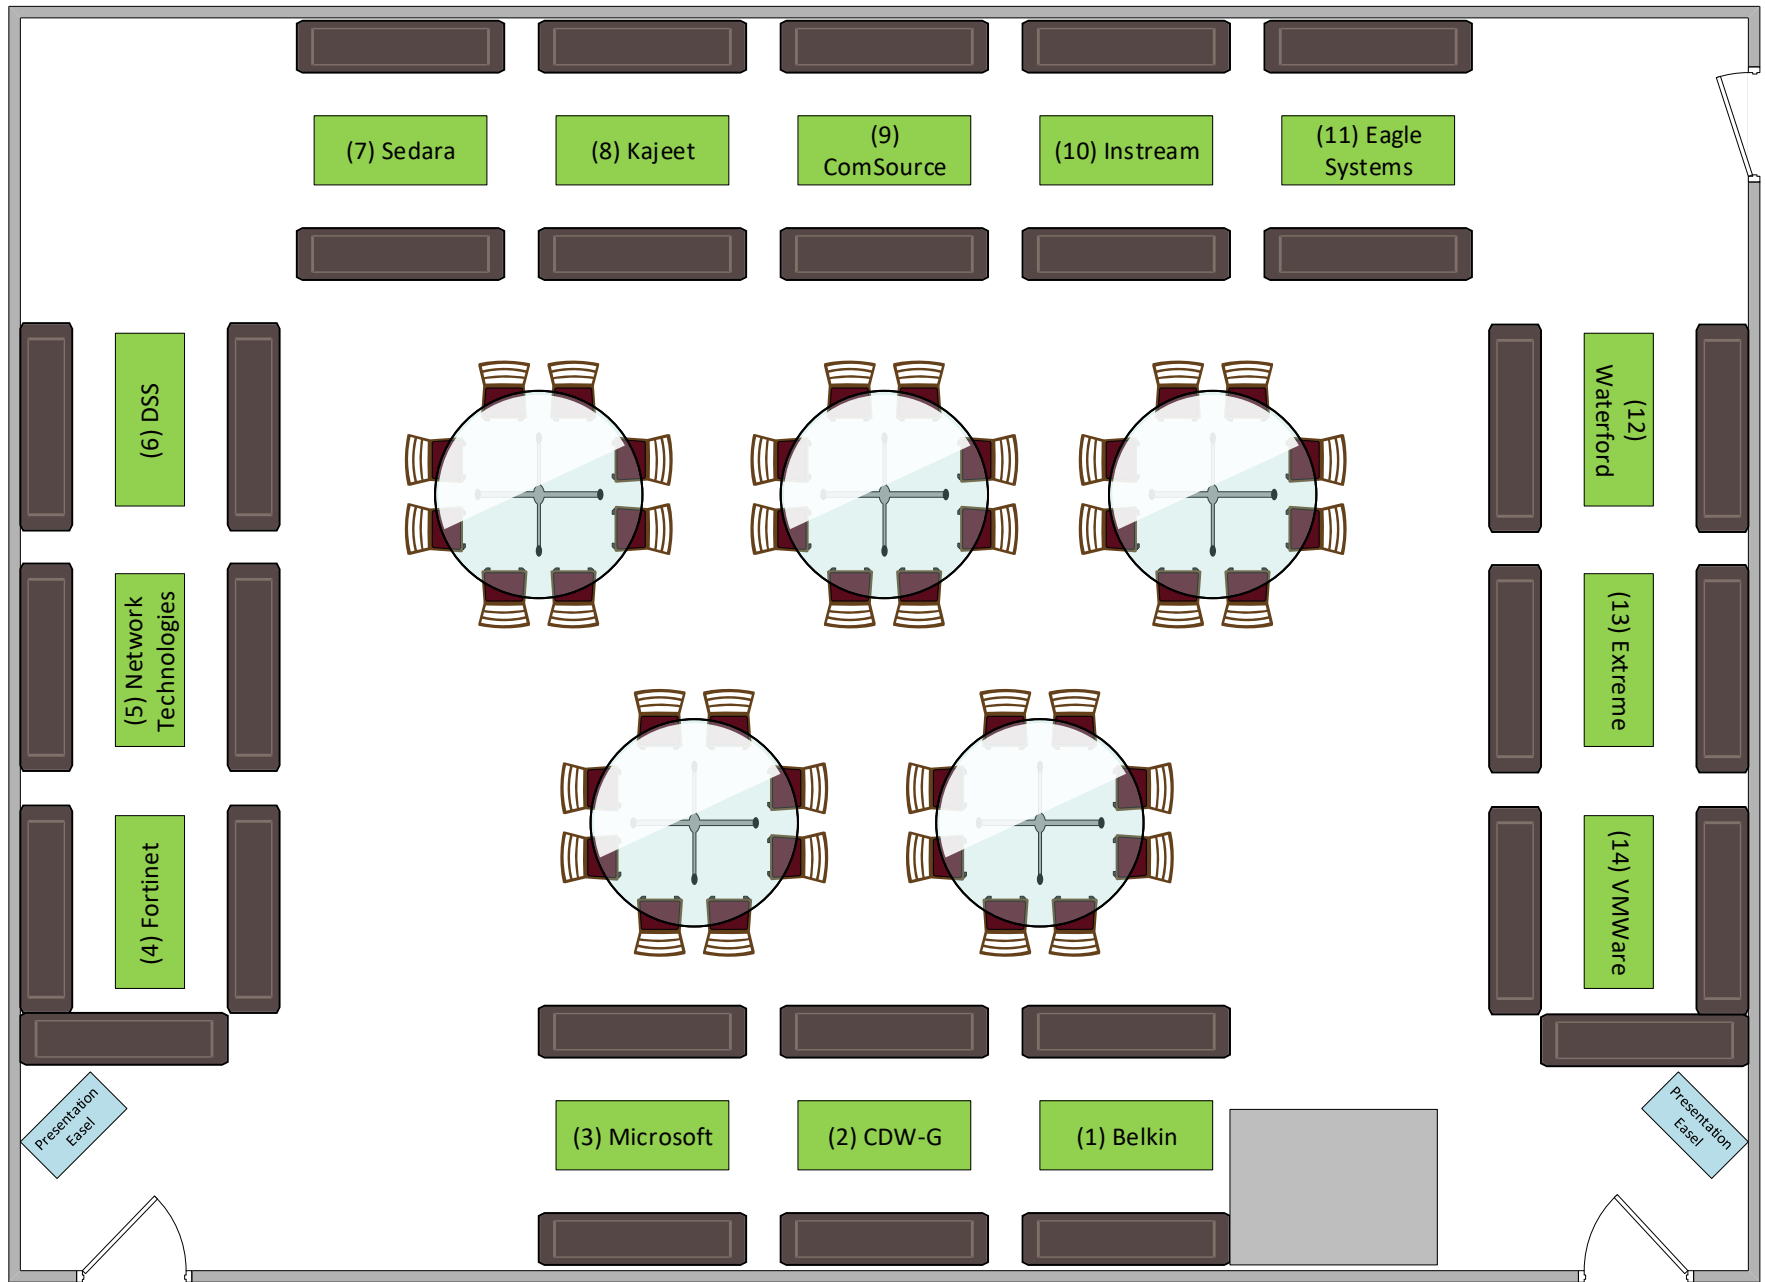 (7) Sedara
(8) Kajeet
(9)
ComSource
(10) Instream
(11) Eagle
Systems
(6) DSS
(12)
Waterford
(5) Network
Technologies
(13) Extreme
(4) Fortinet
(14) VMWare
Presentation
Easel
(3) Microsoft
(2) CDW-G
(1) Belkin
Presentation
Easel